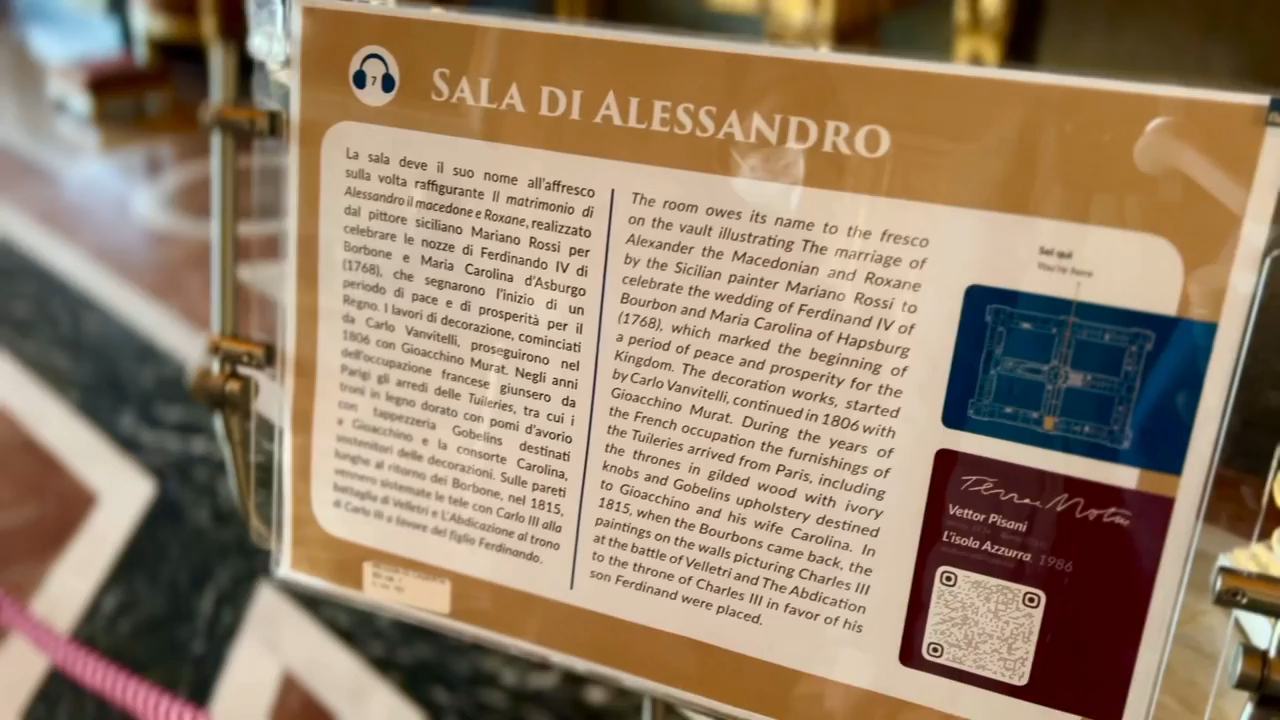 7
SALA DI ALESSANDRO
La sala deve il suo nome all'affresco
sulla volta raffigurante Il matrimonio di
Alessandro il macedone e Roxane, realizzato
dal pittore siciliano Mariano Rossi per
celebrare le nozze di Ferdinando IV di
Borbone e Maria Carolina d'Asburgo
(1768), che segnarono l'inizio di un
periodo di pace e di prosperità per il
Regno. I lavori di decorazione, cominciati
da Carlo Vanvitelli, proseguirono nel
1806 con Gioacchino Murat. Negli anni
dell'occupazione francese giunsero da
Parigi gli arredi delle Tuileries, tra cui i
troni in legno dorato con pomi d'avorio
con tappezzeria Gobelins destinati
a Gioacchino e la consorte Carolina,
sostenitori delle decorazioni. Sulle pareti
lunghe al ritorno dei Borbone, nel 1815,
vennero sistemate le tele con Carlo III alla
battaglia di Velletri e L'Abdicazione al trono
di Carlo III a favore del figlio Ferdinando.
The room owes its name to the fresco
on the vault illustrating The marriage of
Alexander the Macedonian and Roxane
by the Sicilian painter Mariano Rossi to
celebrate the wedding of Ferdinand IV of
Bourbon and Maria Carolina of Hapsburg
(1768), which marked the beginning of
a period of peace and prosperity for the
Kingdom. The decoration works, started
by Carlo Vanvitelli, continued in 1806 with
Gioacchino Murat. During the years of
the French occupation the furnishings of
the Tuileries arrived from Paris, including
the thrones in gilded wood with ivory
knobs and Gobelins upholstery destined
to Gioacchino and his wife Carolina. In
1815, when the Bourbons came back, the
paintings on the walls picturing Charles III
at the battle of Velletri and The Abdication
to the throne of Charles III in favor of his
son Ferdinand were placed.
Sei qui
You're here
Terrae Motus
Vettor Pisani
L'isola Azzurra, 1986